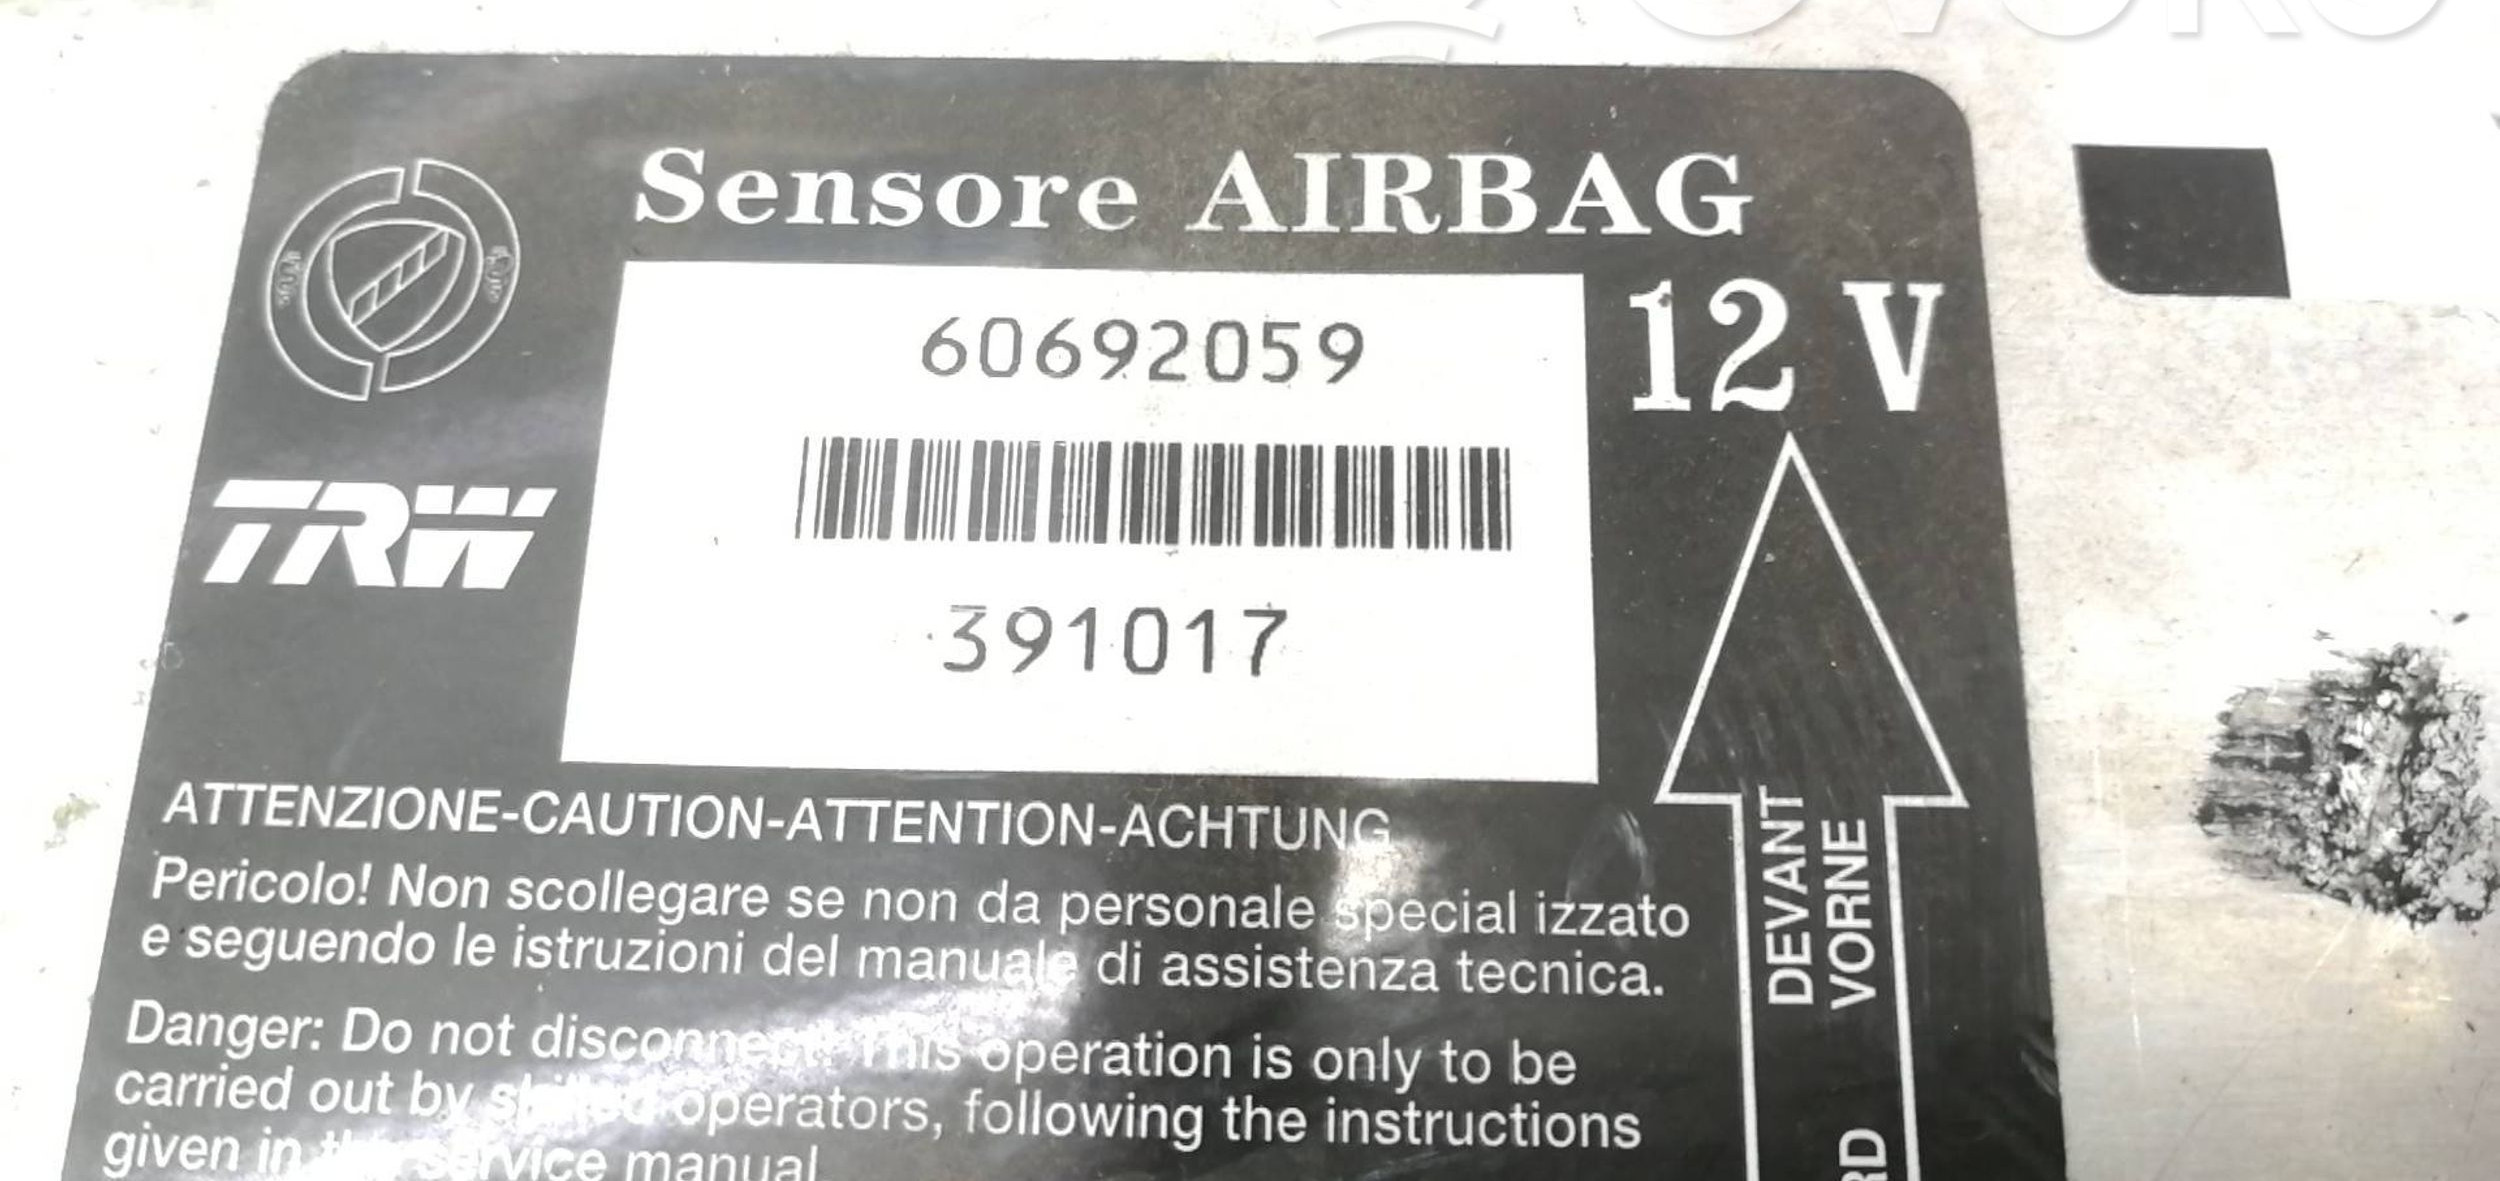 Sensore AIRBAG
12 V
60692059
TRW
391017
ATTENZIONE-CAUTION-ATTENTION-ACHTUNG
Pericolo! Non scollegare se non da personale special izzato
e seguendo le istruzioni del manuale di assistenza tecnica.
Danger: Do not disconnect! This operation is only to be
carried out by skilled operators, following the instructions
given in the service manual
DEVANT
VORNE